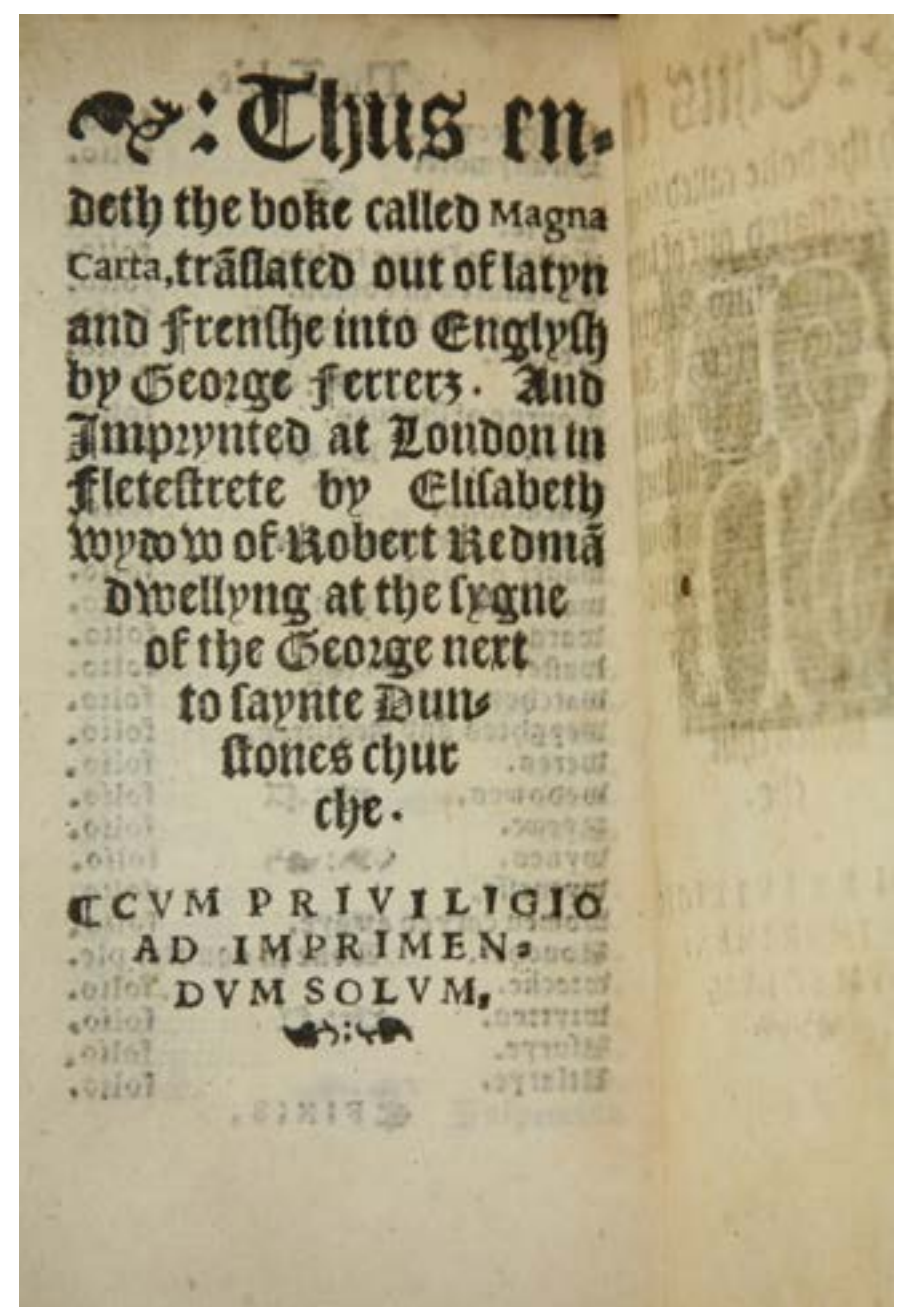 ❧:Thus en-
deth the boke called Magna
Carta, trãſlated out of latyn
and Frenſhe into Englyſh
by George Ferrerz. And
Imprynted at London in
Fleteſtrete by Eliſabeth
wydow of Robert Redmã
dwellyng at the ſygne
of the George next
to ſaynte Dun-
ſtones chur
che.
¶CVM PRIVILIGIO
AD IMPRIMEN-
DVM SOLVM,